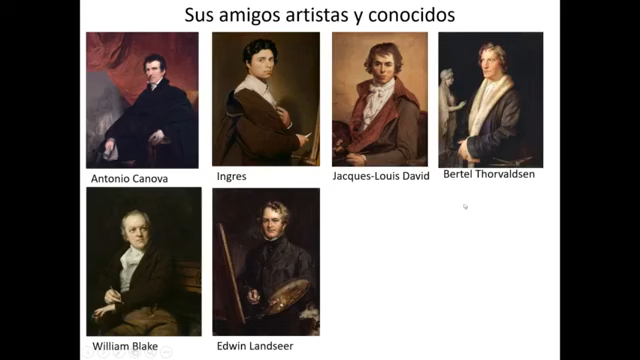 Sus amigos artistas y conocidos
Antonio Canova
Ingres
Jacques-Louis David
Bertel Thorvaldsen
William Blake
Edwin Landseer